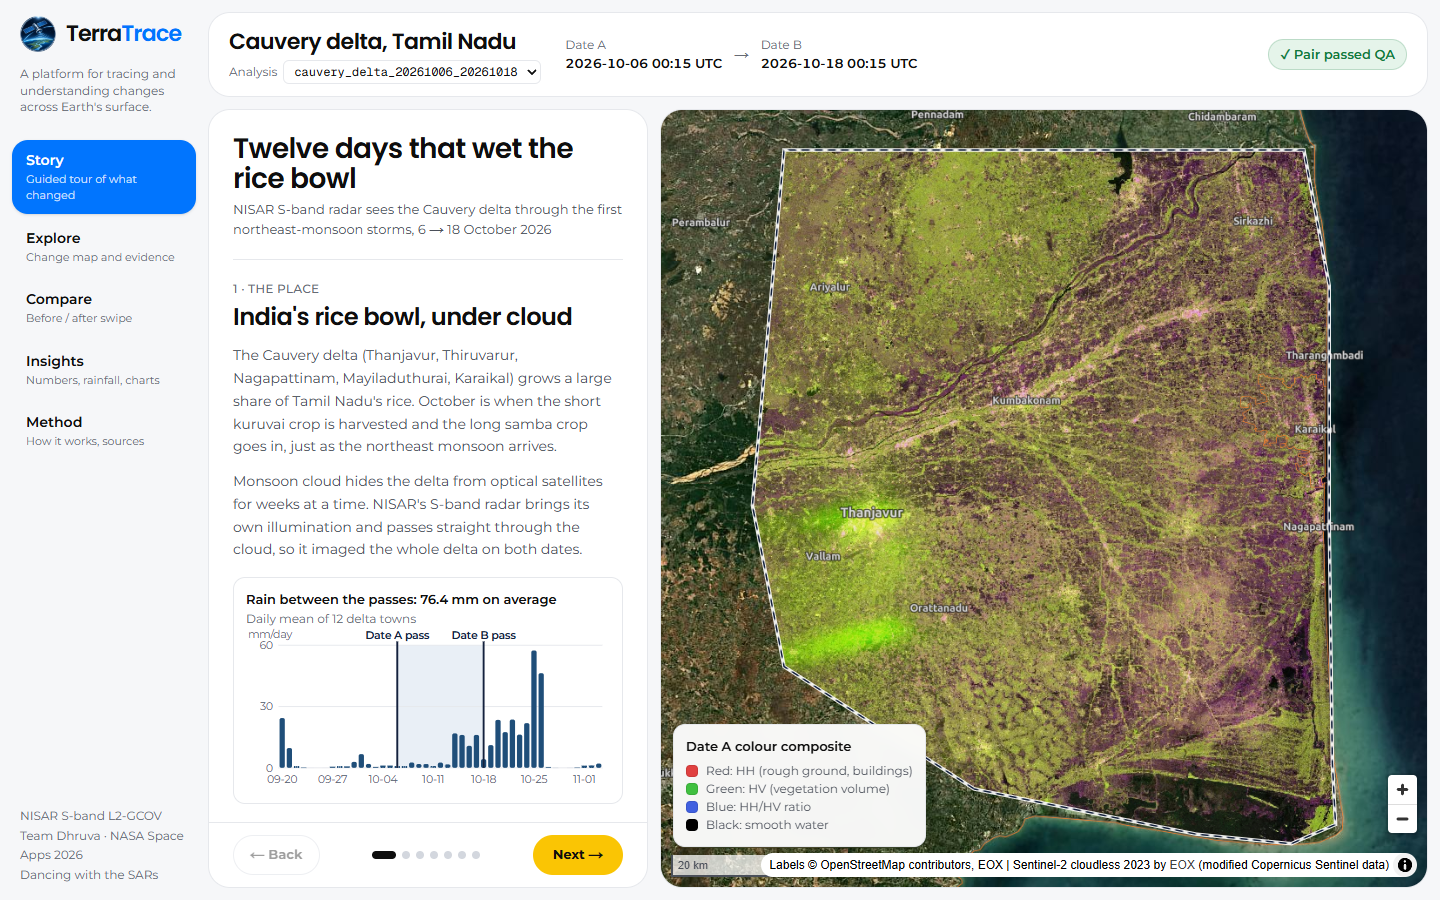 TerraTrace
A platform for tracing and
understanding changes
across Earth's surface.
Story
Guided tour of what
changed
Explore
Change map and evidence
Compare
Before / after swipe
Insights
Numbers, rainfall, charts
Method
How it works, sources
NISAR S-band L2-GCOV
Team Dhruva · NASA Space
Apps 2026
Dancing with the SARs
Cauvery delta, Tamil Nadu
Analysis cauvery_delta_20261006_20261018
Date A
2026-10-06 00:15 UTC
→
Date B
2026-10-18 00:15 UTC
✓ Pair passed QA
Twelve days that wet the
rice bowl
NISAR S-band radar sees the Cauvery delta through the first
northeast-monsoon storms, 6 → 18 October 2026
1 · THE PLACE
India's rice bowl, under cloud
The Cauvery delta (Thanjavur, Thiruvarur,
Nagapattinam, Mayiladuthurai, Karaikal) grows a large
share of Tamil Nadu's rice. October is when the short
kuruvai crop is harvested and the long samba crop
goes in, just as the northeast monsoon arrives.
Monsoon cloud hides the delta from optical satellites
for weeks at a time. NISAR's S-band radar brings its
own illumination and passes straight through the
cloud, so it imaged the whole delta on both dates.
Rain between the passes: 76.4 mm on average
Daily mean of 12 delta towns
mm/day
Date A pass Date B pass
60
30
0
09-20 09-27 10-04 10-11 10-18 10-25 11-01
← Back
Next →
Pennadam
Chidambaram
Perambalur
Sirkazhi
Ariyalur
Tharangambadi
Kumbakonam
Karaikal
Thanjavur
Nagapattinam
Vallam
Orattanadu
Date A colour composite
Red: HH (rough ground, buildings)
Green: HV (vegetation volume)
Blue: HH/HV ratio
Black: smooth water
+
−
20 km
Labels © OpenStreetMap contributors, EOX | Sentinel-2 cloudless 2023 by EOX (modified Copernicus Sentinel data)